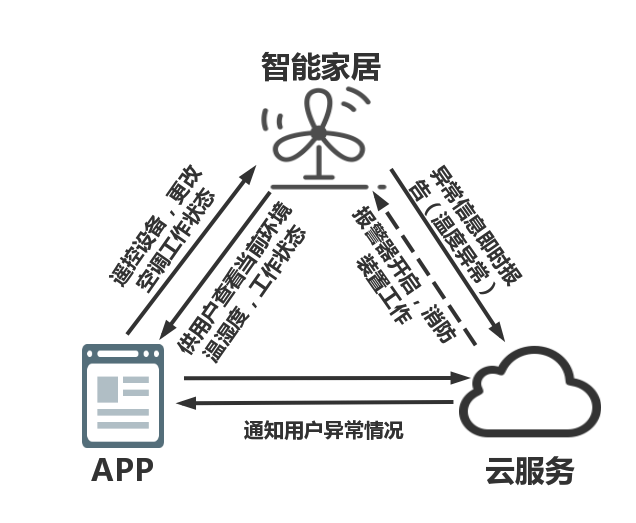 智能家居
遥控设备，更改
空调工作状态
供用户查看当前环境
温湿度，工作状态
报警器开启，消防
装置工作
异常信息即时报
告（温度异常）
通知用户异常情况
APP
云服务